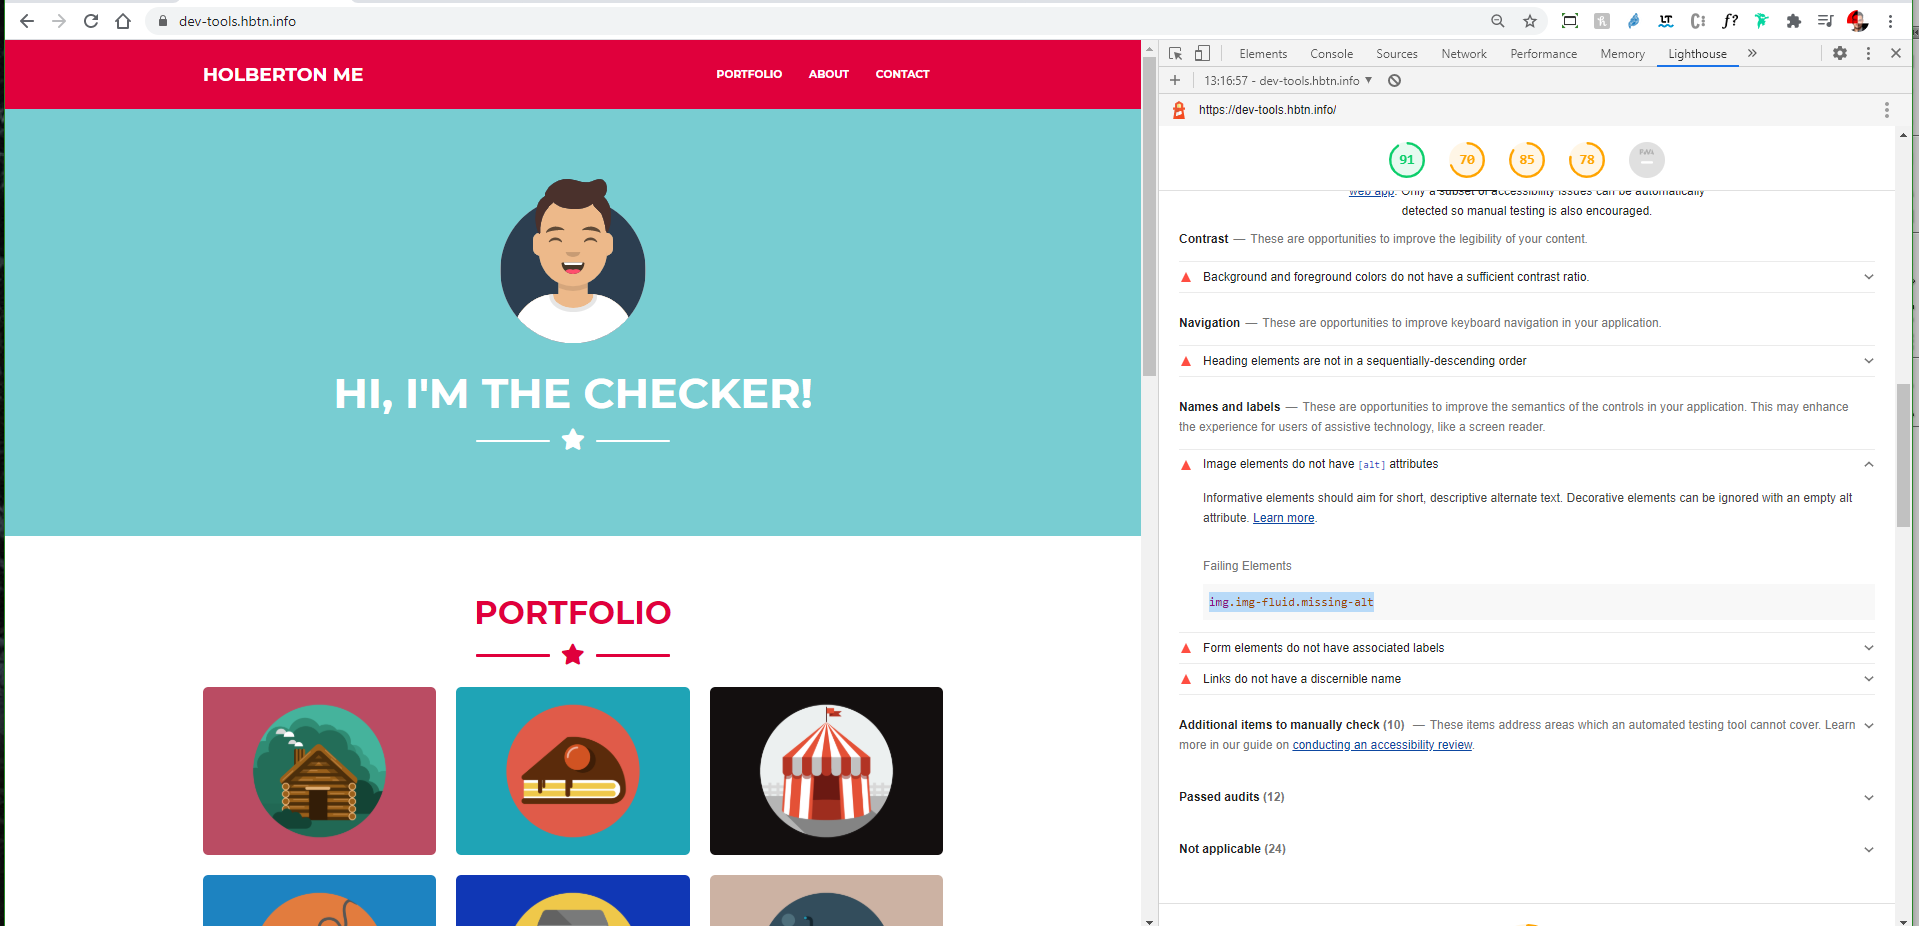 dev-tools.hbtn.info
HOLBERTON ME
PORTFOLIO ABOUT CONTACT
HI, I'M THE CHECKER!
PORTFOLIO
Elements Console Sources Network Performance Memory Lighthouse
13:16:57 - dev-tools.hbtn.info
https://dev-tools.hbtn.info/
91 70 85 78
web app. Only a subset of accessibility issues can be automatically
detected so manual testing is also encouraged.
Contrast — These are opportunities to improve the legibility of your content.
Background and foreground colors do not have a sufficient contrast ratio.
Navigation — These are opportunities to improve keyboard navigation in your application.
Heading elements are not in a sequentially-descending order
Names and labels — These are opportunities to improve the semantics of the controls in your application. This may enhance
the experience for users of assistive technology, like a screen reader.
Image elements do not have [alt] attributes
Informative elements should aim for short, descriptive alternate text. Decorative elements can be ignored with an empty alt
attribute. Learn more.
Failing Elements
img.img-fluid.missing-alt
Form elements do not have associated labels
Links do not have a discernible name
Additional items to manually check (10) — These items address areas which an automated testing tool cannot cover. Learn
more in our guide on conducting an accessibility review.
Passed audits (12)
Not applicable (24)